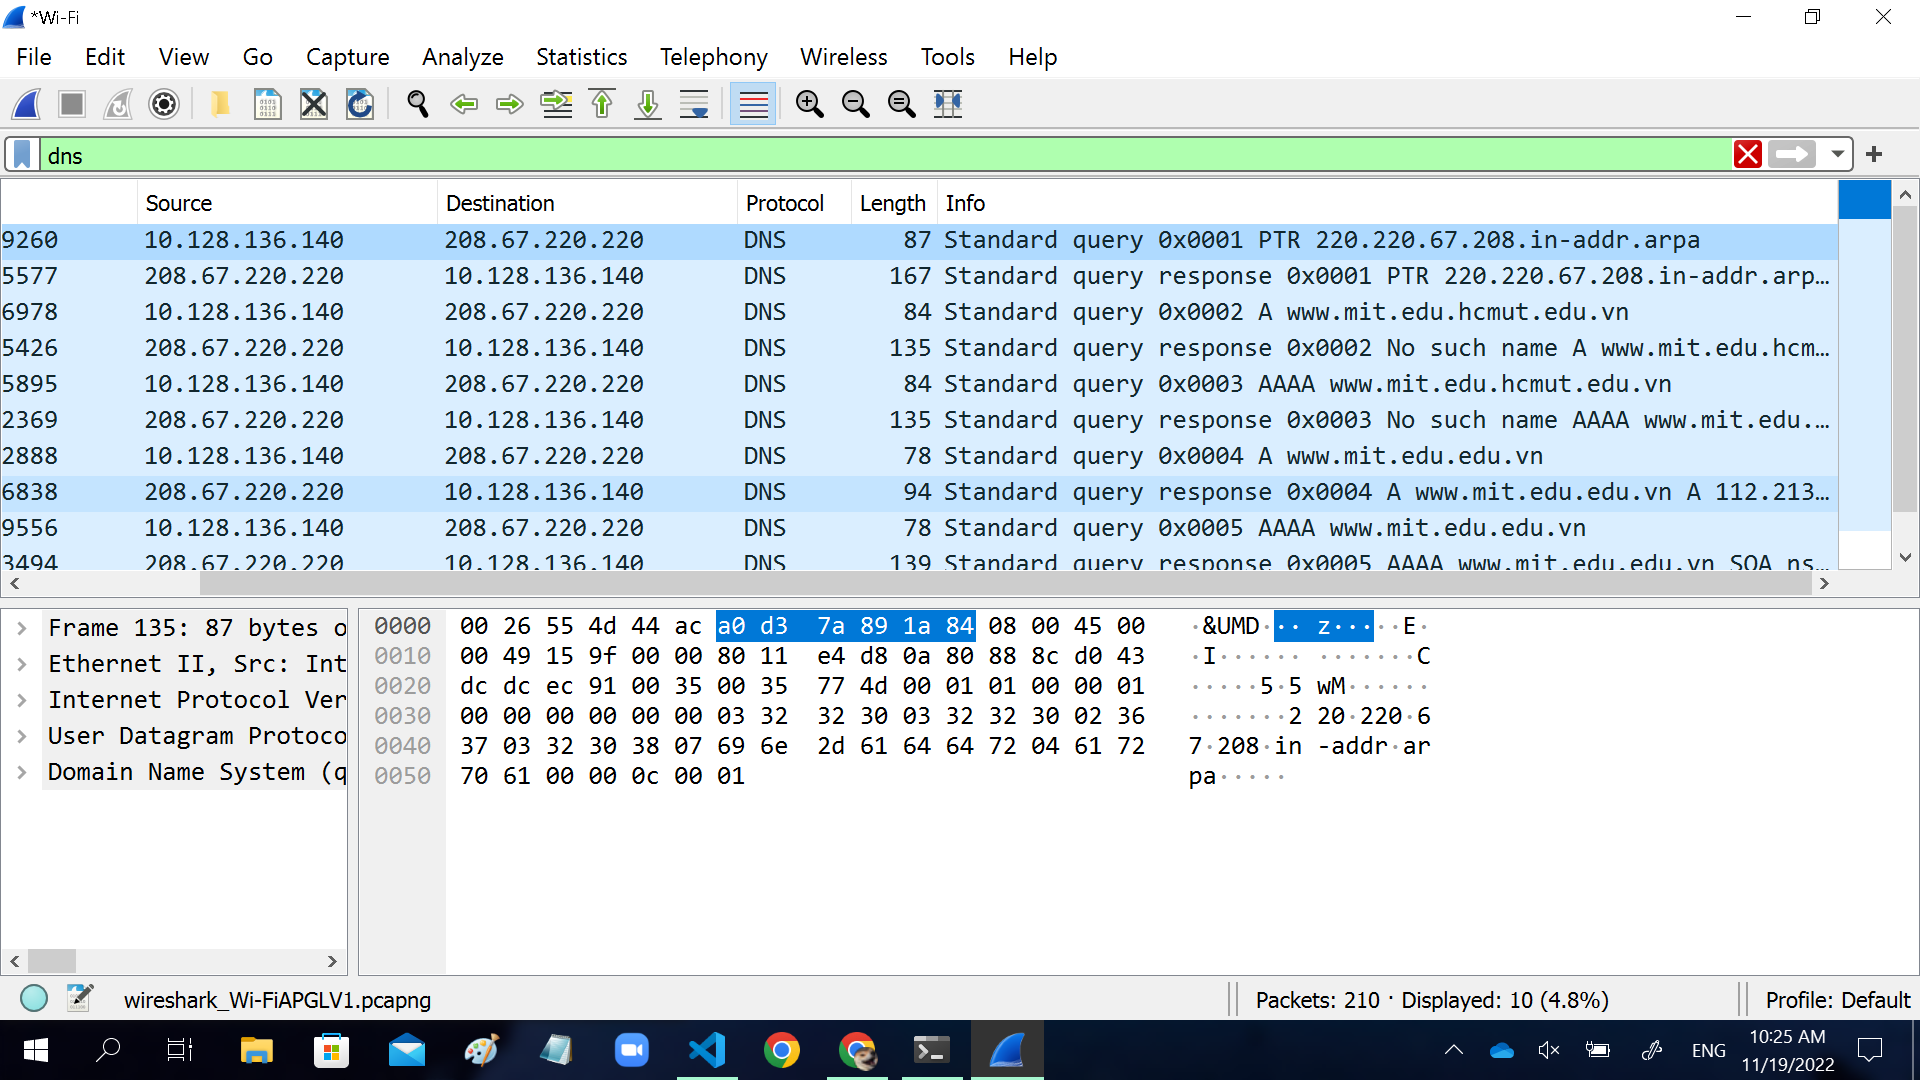 *Wi-Fi
File Edit View Go Capture Analyze Statistics Telephony Wireless Tools Help
dns
Source Destination Protocol Length Info
9260 10.128.136.140 208.67.220.220 DNS 87 Standard query 0x0001 PTR 220.220.67.208.in-addr.arpa
5577 208.67.220.220 10.128.136.140 DNS 167 Standard query response 0x0001 PTR 220.220.67.208.in-addr.arp…
6978 10.128.136.140 208.67.220.220 DNS 84 Standard query 0x0002 A www.mit.edu.hcmut.edu.vn
5426 208.67.220.220 10.128.136.140 DNS 135 Standard query response 0x0002 No such name A www.mit.edu.hcm…
5895 10.128.136.140 208.67.220.220 DNS 84 Standard query 0x0003 AAAA www.mit.edu.hcmut.edu.vn
2369 208.67.220.220 10.128.136.140 DNS 135 Standard query response 0x0003 No such name AAAA www.mit.edu.…
2888 10.128.136.140 208.67.220.220 DNS 78 Standard query 0x0004 A www.mit.edu.edu.vn
6838 208.67.220.220 10.128.136.140 DNS 94 Standard query response 0x0004 A www.mit.edu.edu.vn A 112.213…
9556 10.128.136.140 208.67.220.220 DNS 78 Standard query 0x0005 AAAA www.mit.edu.edu.vn
3494 208.67.220.220 10.128.136.140 DNS 139 Standard query response 0x0005 AAAA www.mit.edu.edu.vn SOA ns…
Frame 135: 87 bytes o
Ethernet II, Src: Int
Internet Protocol Ver
User Datagram Protoco
Domain Name System (q
0000 00 26 55 4d 44 ac a0 d3 7a 89 1a 84 08 00 45 00 ·&UMD··· z·····E·
0010 00 49 15 9f 00 00 80 11 e4 d8 0a 80 88 8c d0 43 ·I······ ·······C
0020 dc dc ec 91 00 35 00 35 77 4d 00 01 01 00 00 01 ·····5·5 wM······
0030 00 00 00 00 00 00 03 32 32 30 03 32 32 30 02 36 ·······2 20·220·6
0040 37 03 32 30 38 07 69 6e 2d 61 64 64 72 04 61 72 7·208·in -addr·ar
0050 70 61 00 00 0c 00 01 pa·····
wireshark_Wi-FiAPGLV1.pcapng Packets: 210 · Displayed: 10 (4.8%) Profile: Default
ENG 10:25 AM
11/19/2022